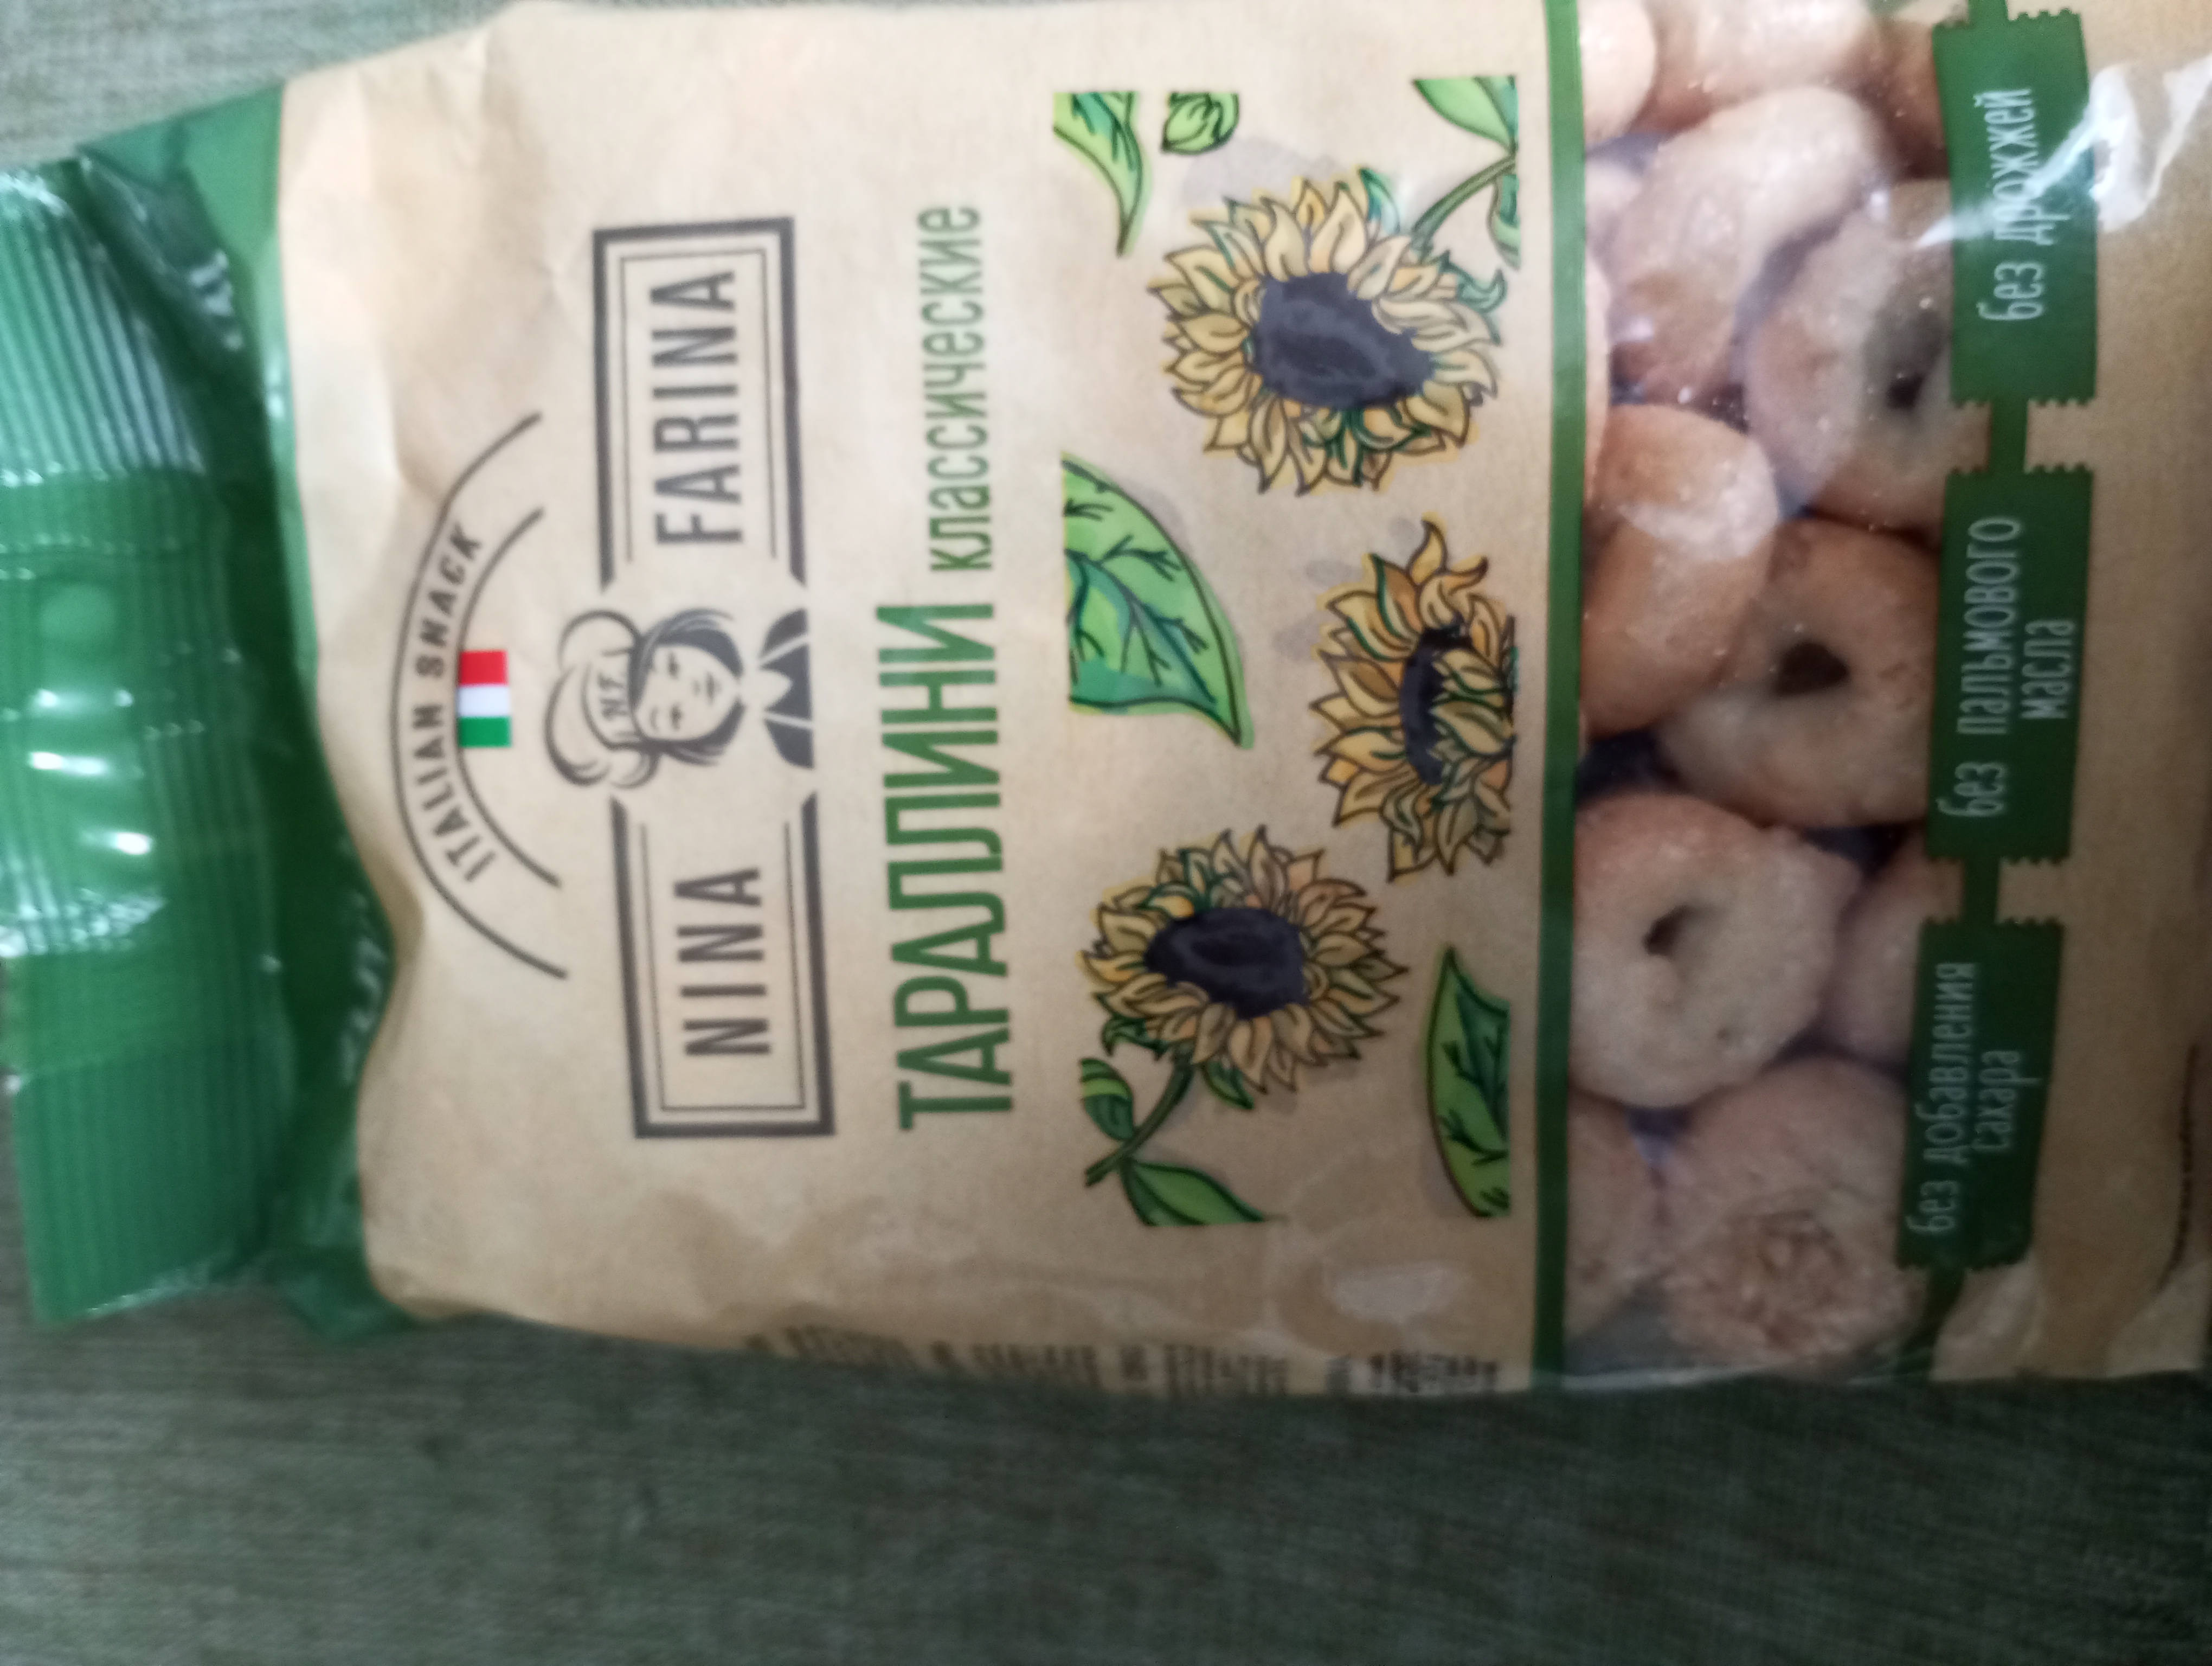 ITALIAN SNACK
N.F.
NINA FARINA
ТАРАЛЛИНИ классические
без добавления
сахара
без пальмового
масла
без дрожжей